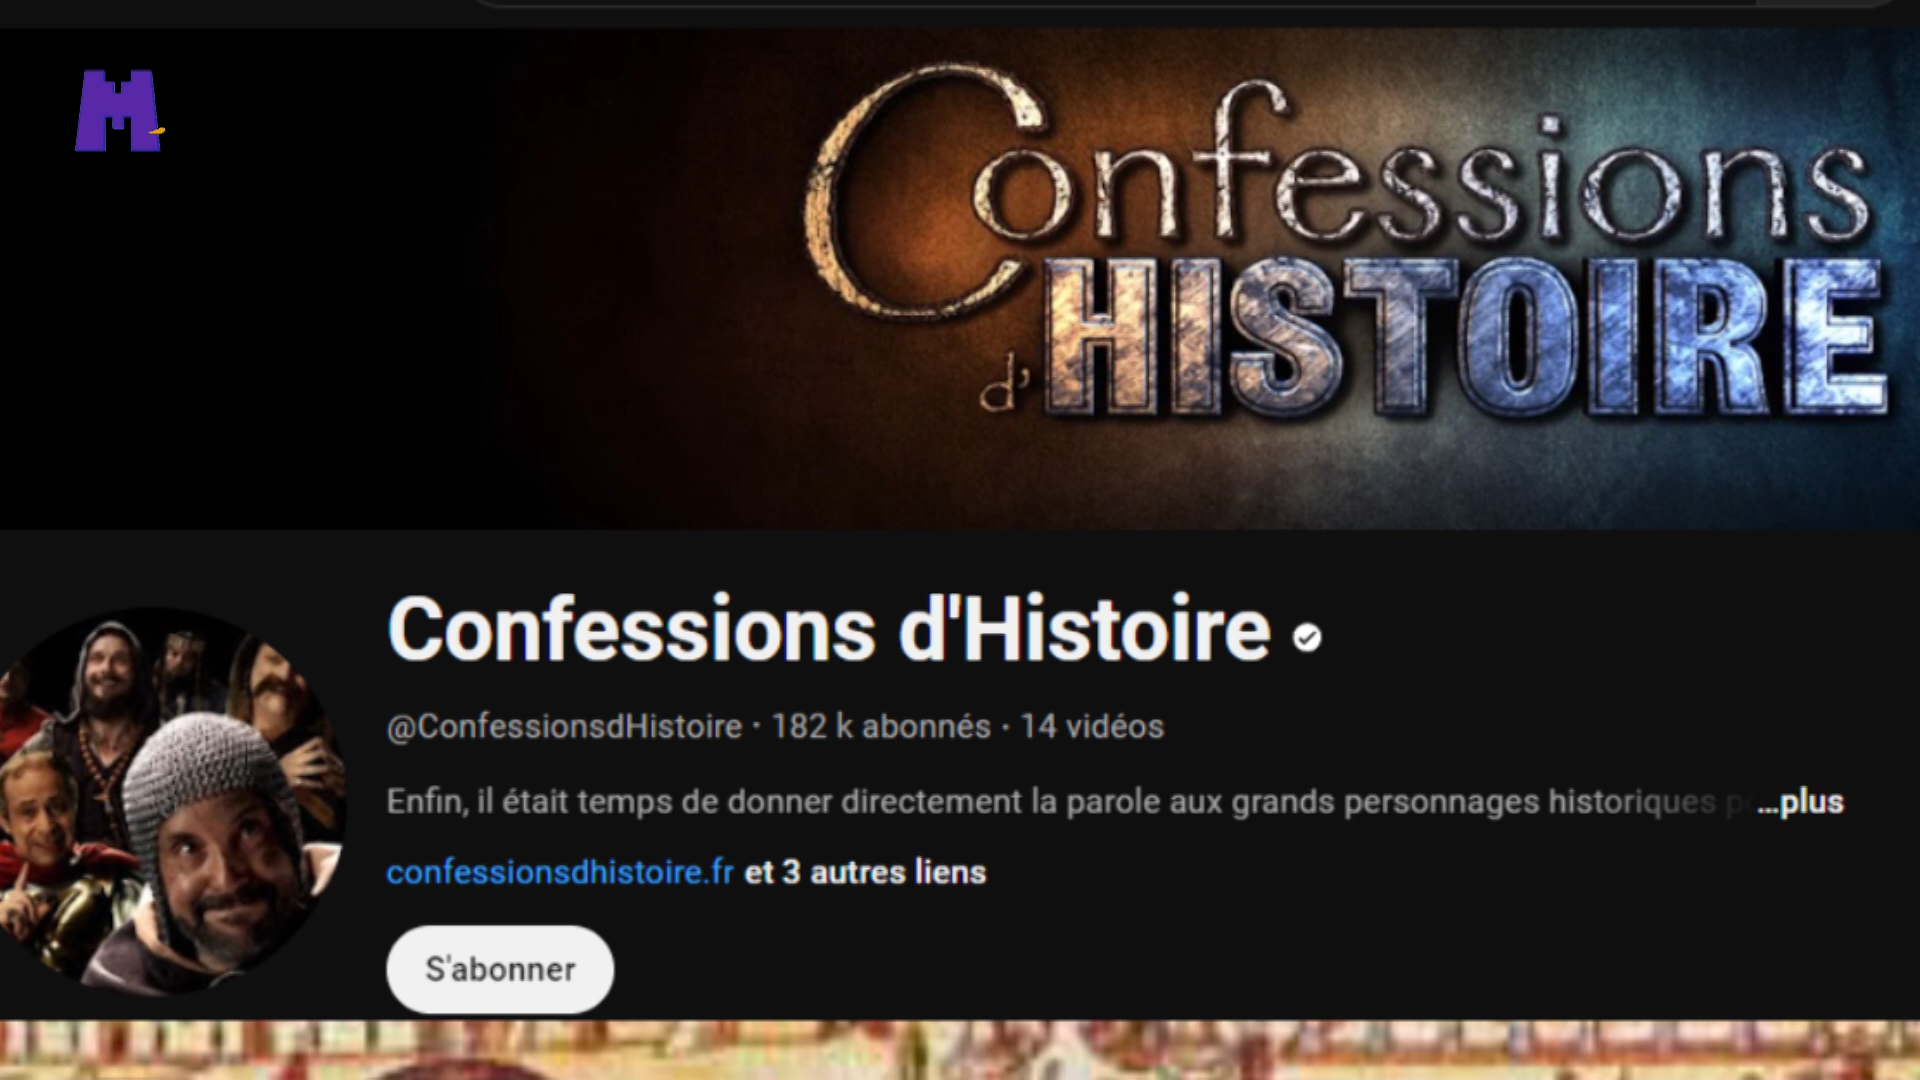 Confessions
d'HISTOIRE
Confessions d'Histoire
@ConfessionsdHistoire · 182 k abonnés · 14 vidéos
Enfin, il était temps de donner directement la parole aux grands personnages historiques ...plus
confessionsdhistoire.fr et 3 autres liens
S'abonner